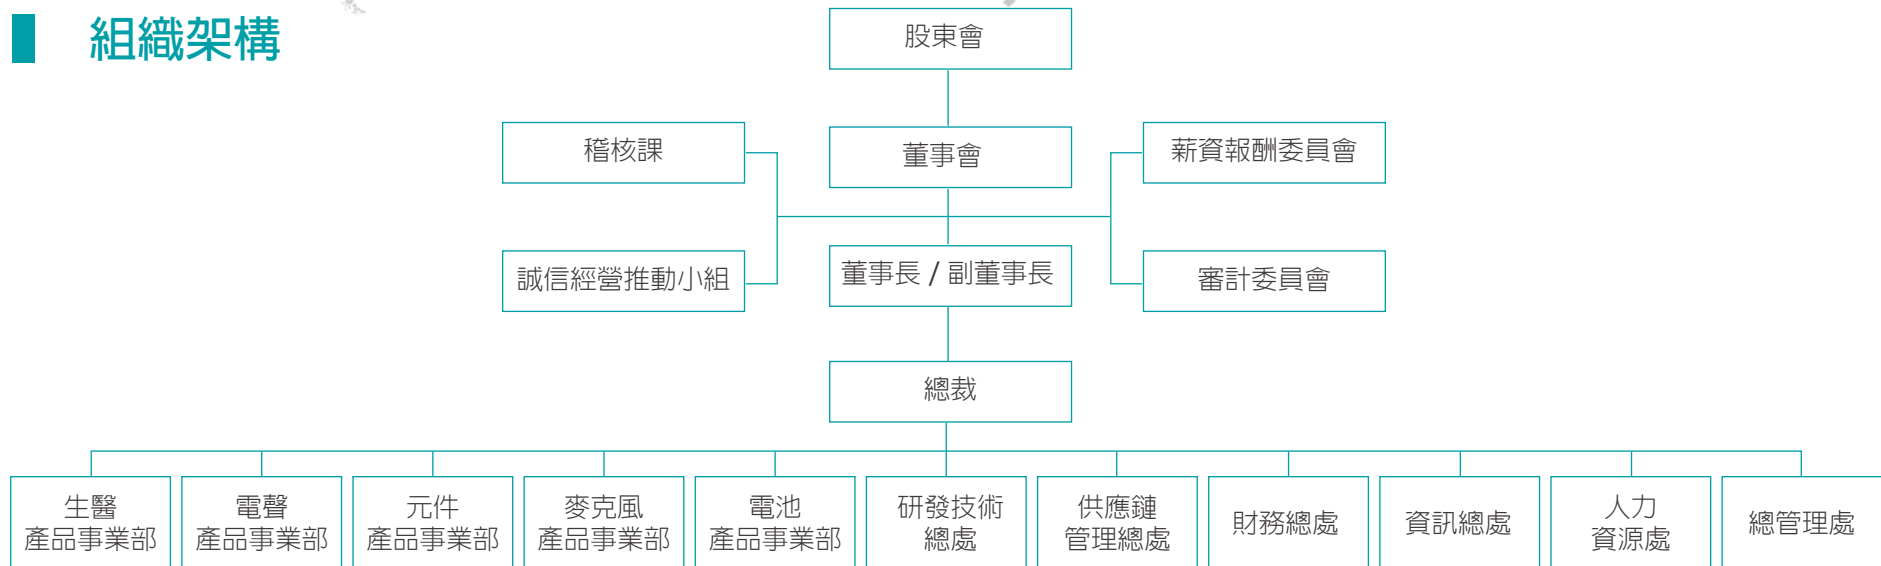 組織架構
股東會
稽核課
董事會
薪資報酬委員會
誠信經營推動小組
董事長 / 副董事長
審計委員會
總裁
生醫
產品事業部
電聲
產品事業部
元件
產品事業部
麥克風
產品事業部
電池
產品事業部
研發技術
總處
供應鏈
管理總處
財務總處
資訊總處
人力
資源處
總管理處